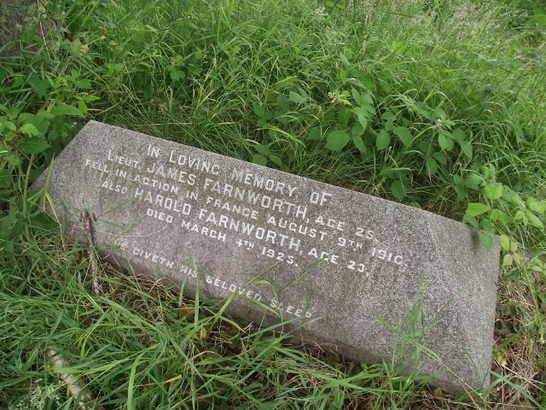 IN LOVING MEMORY OF
LIEUT. JAMES FARNWORTH, AGE 25,
FELL IN ACTION IN FRANCE AUGUST 9TH 1916.
ALSO HAROLD FARNWORTH, AGE 23,
DIED MARCH 4TH 1925.
HE GIVETH HIS BELOVED SLEEP